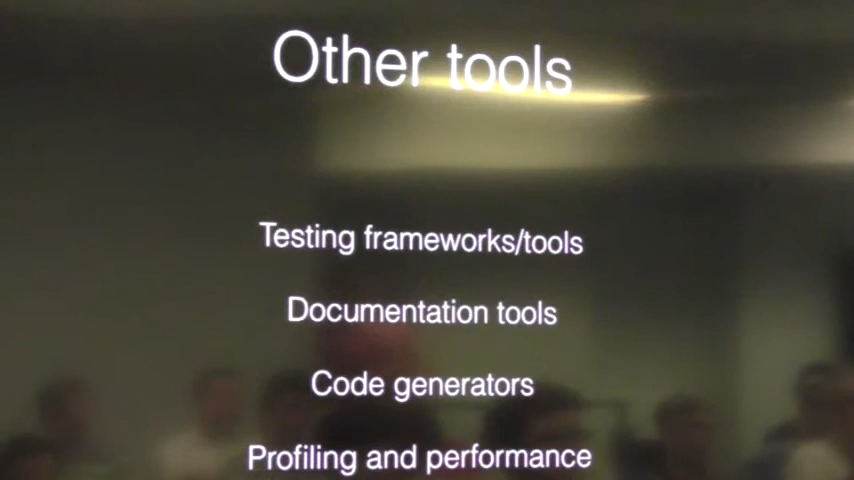 Other tools
Testing frameworks/tools
Documentation tools
Code generators
Profiling and performance